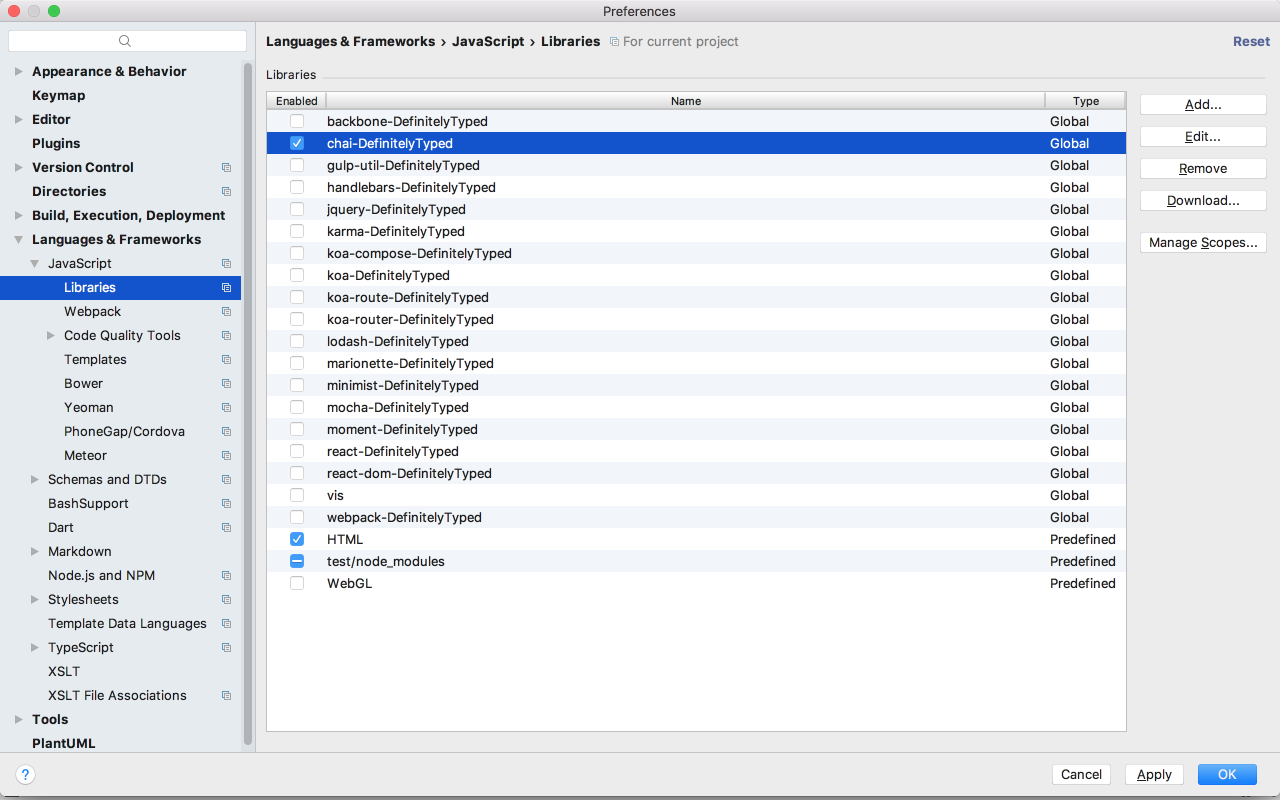 Preferences
Languages & Frameworks › JavaScript › Libraries For current project Reset
Appearance & Behavior
Keymap
Editor
Plugins
Version Control
Directories
Build, Execution, Deployment
Languages & Frameworks
JavaScript
Libraries
Webpack
Code Quality Tools
Templates
Bower
Yeoman
PhoneGap/Cordova
Meteor
Schemas and DTDs
BashSupport
Dart
Markdown
Node.js and NPM
Stylesheets
Template Data Languages
TypeScript
XSLT
XSLT File Associations
Tools
PlantUML
Libraries
Enabled Name Type
backbone-DefinitelyTyped Global
chai-DefinitelyTyped Global
gulp-util-DefinitelyTyped Global
handlebars-DefinitelyTyped Global
jquery-DefinitelyTyped Global
karma-DefinitelyTyped Global
koa-compose-DefinitelyTyped Global
koa-DefinitelyTyped Global
koa-route-DefinitelyTyped Global
koa-router-DefinitelyTyped Global
lodash-DefinitelyTyped Global
marionette-DefinitelyTyped Global
minimist-DefinitelyTyped Global
mocha-DefinitelyTyped Global
moment-DefinitelyTyped Global
react-DefinitelyTyped Global
react-dom-DefinitelyTyped Global
vis Global
webpack-DefinitelyTyped Global
HTML Predefined
test/node_modules Predefined
WebGL Predefined
Add...
Edit...
Remove
Download...
Manage Scopes...
? Cancel Apply OK